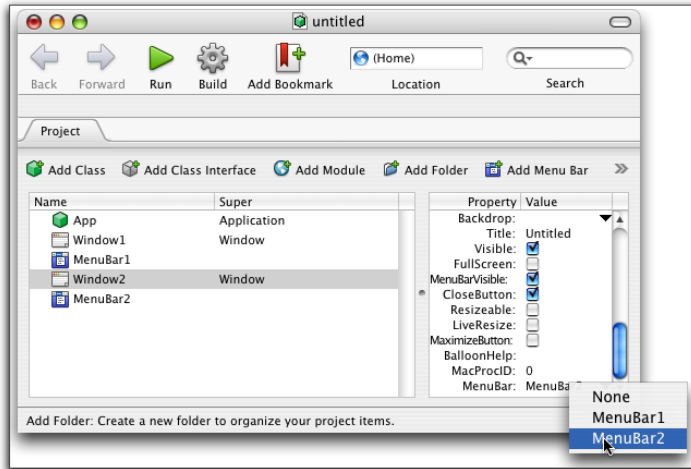 untitled
Back Forward Run Build Add Bookmark Location Search
(Home)
Project
Add Class Add Class Interface Add Module Add Folder Add Menu Bar
Name Super
App Application
Window1 Window
MenuBar1
Window2 Window
MenuBar2
Property Value
Backdrop:
Title: Untitled
Visible:
FullScreen:
MenuBarVisible:
CloseButton:
Resizeable:
LiveResize:
MaximizeButton:
BalloonHelp:
MacProcID: 0
MenuBar:
None
MenuBar1
MenuBar2
Add Folder: Create a new folder to organize your project items.